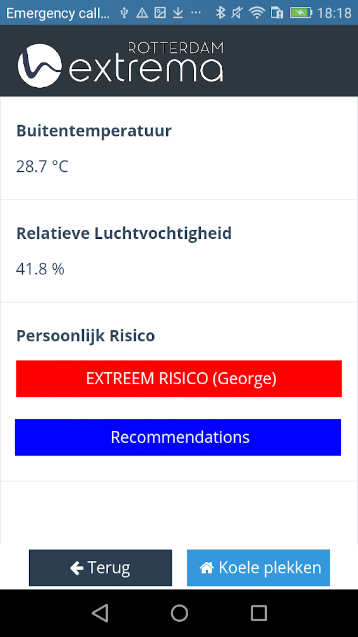 Emergency call... ... 18:18
ROTTERDAM
extrema
Buitentemperatuur
28.7 °C
Relatieve Luchtvochtigheid
41.8 %
Persoonlijk Risico
EXTREEM RISICO (George)
Recommendations
Terug
Koele plekken